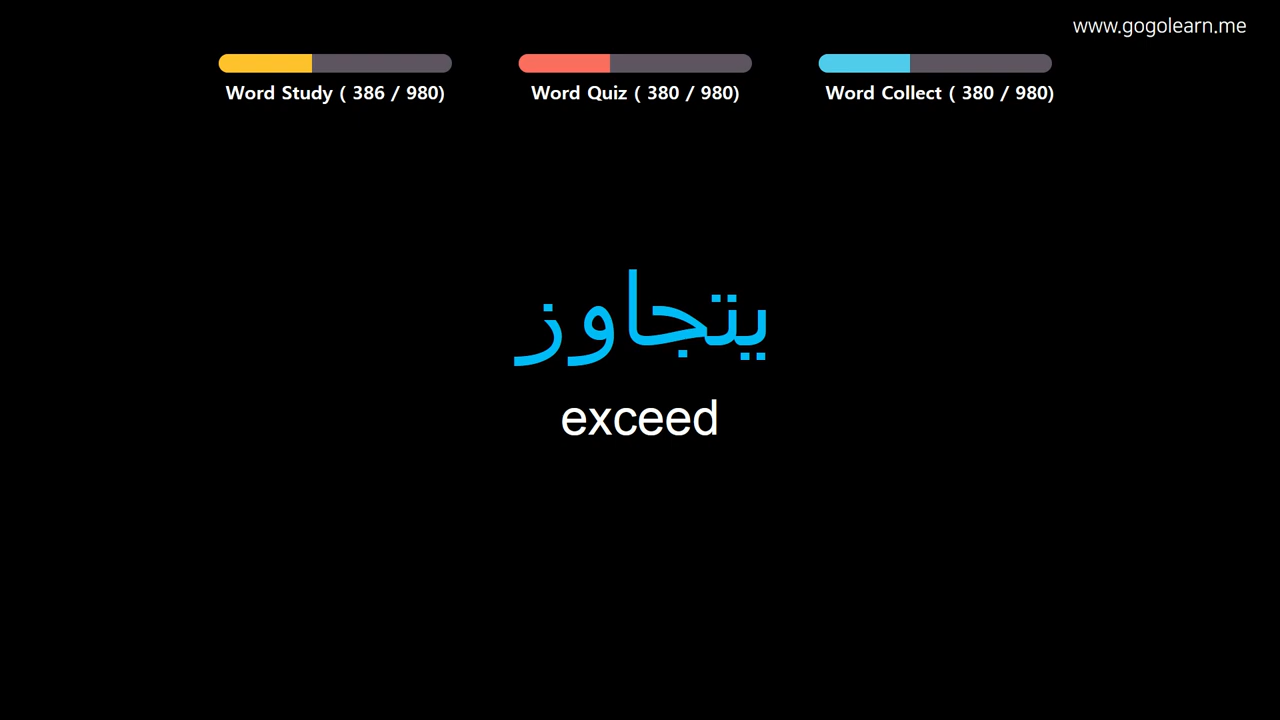 www.gogolearn.me
Word Study ( 386 / 980)
Word Quiz ( 380 / 980)
Word Collect ( 380 / 980)
يتجاوز
exceed